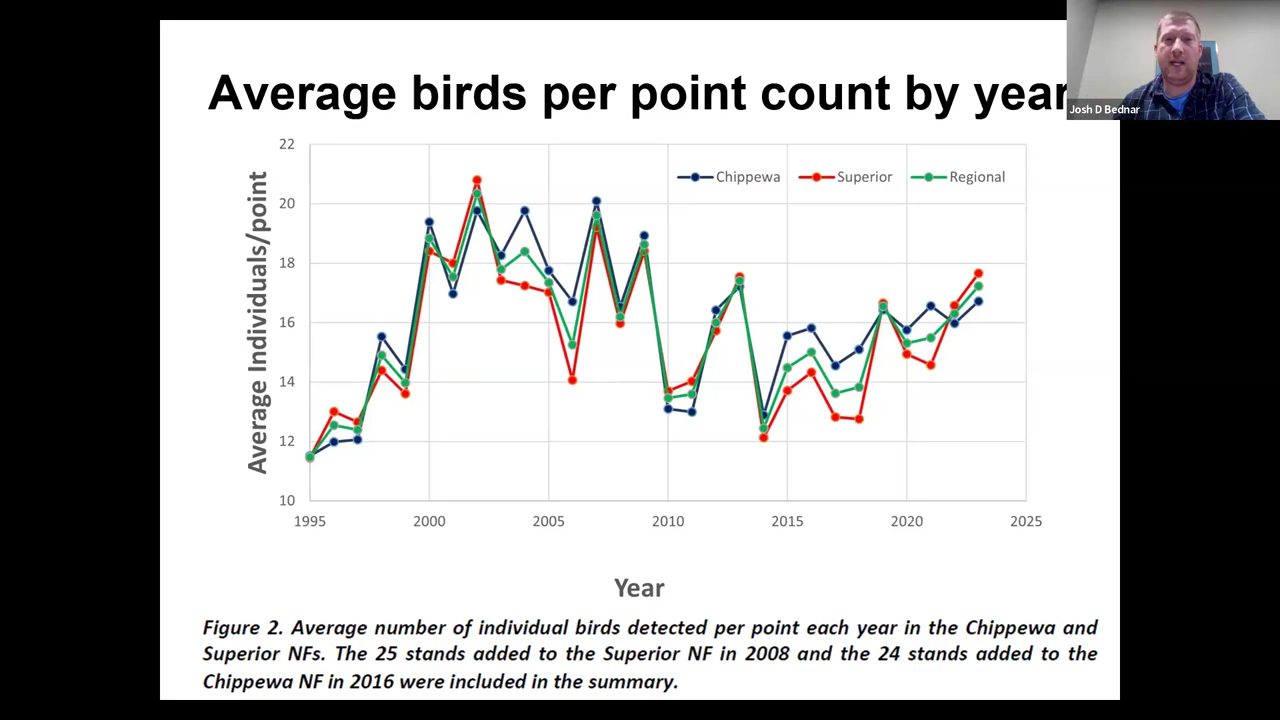 Average birds per point count by year
Josh D Bednar
Average Individuals/point
22
20
18
16
14
12
10
Chippewa
Superior
Regional
1995
2000
2005
2010
2015
2020
2025
Year
Figure 2. Average number of individual birds detected per point each year in the Chippewa and
Superior NFs. The 25 stands added to the Superior NF in 2008 and the 24 stands added to the
Chippewa NF in 2016 were included in the summary.